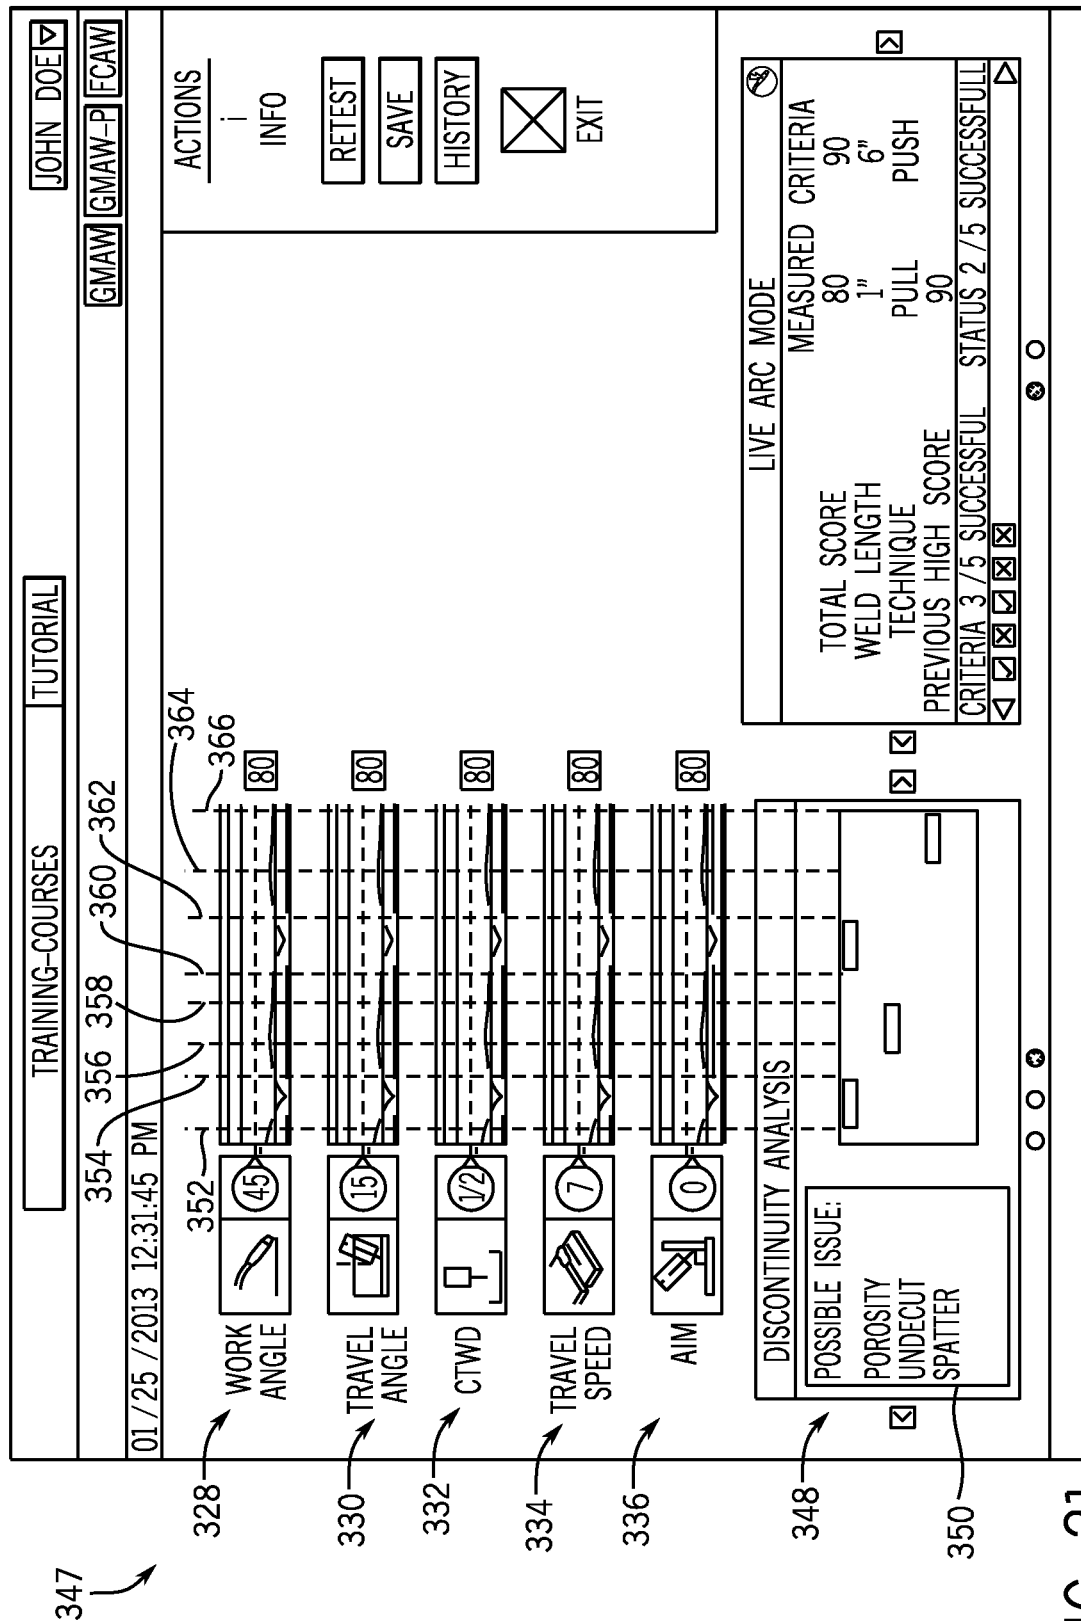 347
TRAINING-COURSES
TUTORIAL
JOHN DOE
GMAW
GMAW-P
FCAW
01 /25 /2013 12:31:45 PM
352
354
356
358
360
362
364
366
ACTIONS
i
INFO
RETEST
SAVE
HISTORY
EXIT
328
WORK
ANGLE
45
80
330
TRAVEL
ANGLE
15
80
332
CTWD
1/2
80
334
TRAVEL
SPEED
7
80
336
AIM
0
80
348
DISCONTINUITY ANALYSIS
POSSIBLE ISSUE:
POROSITY
UNDECUT
SPATTER
350
LIVE ARC MODE
MEASURED CRITERIA
TOTAL SCORE 80 90
WELD LENGTH 1" 6"
TECHNIQUE PULL PUSH
PREVIOUS HIGH SCORE 90
CRITERIA 3 /5 SUCCESSFUL STATUS 2 /5 SUCCESSFULL